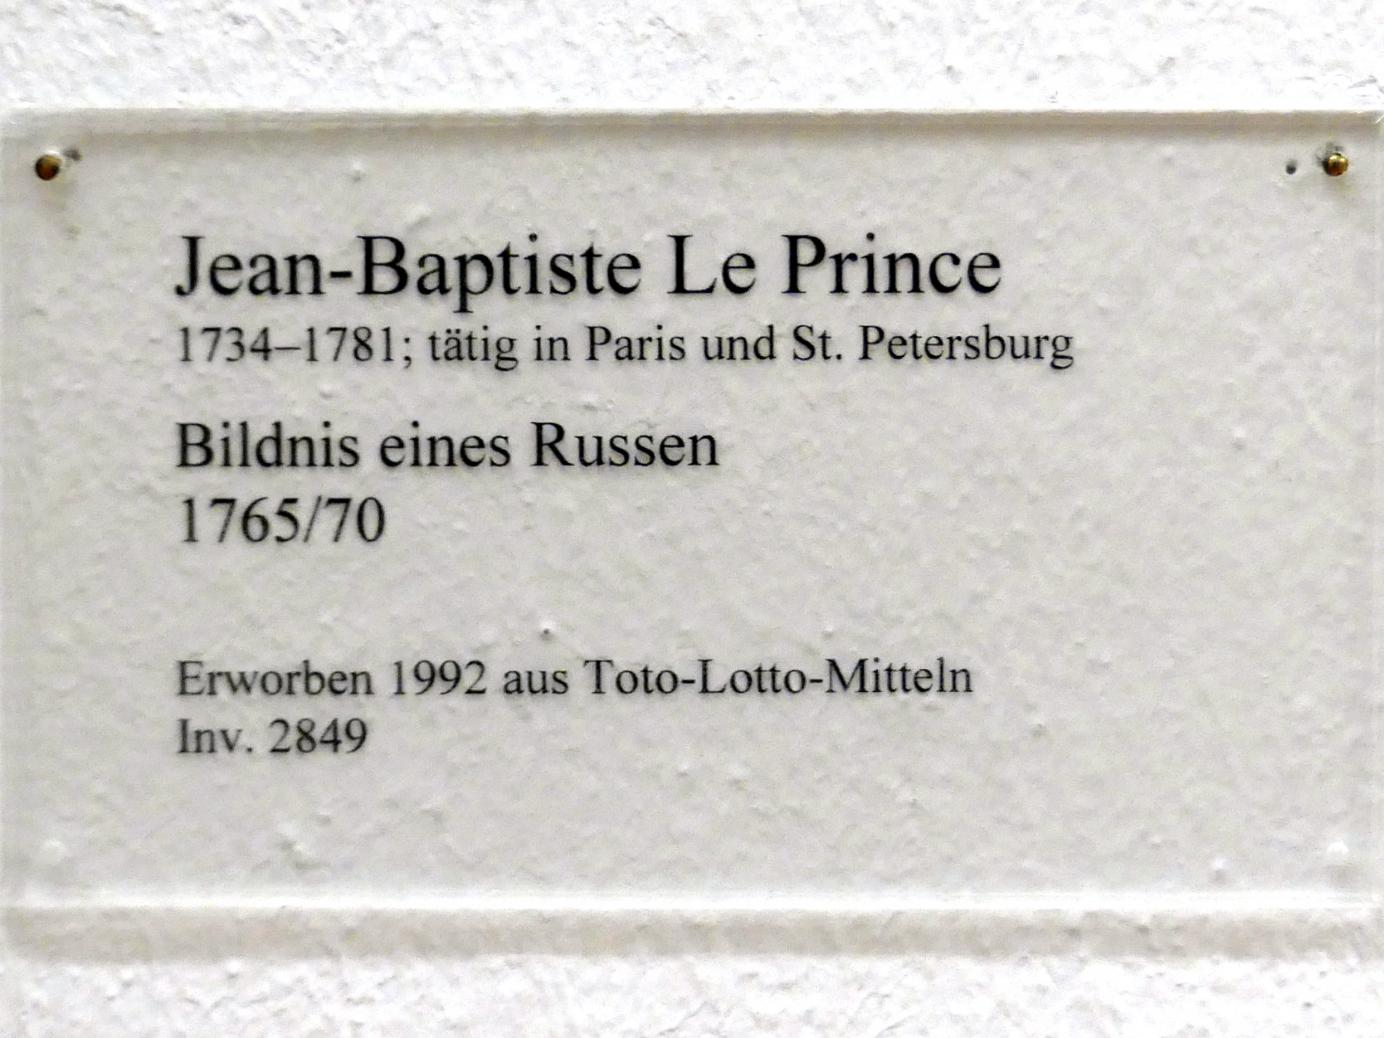 Jean-Baptiste Le Prince
1734–1781; tätig in Paris und St. Petersburg
Bildnis eines Russen
1765/70
Erworben 1992 aus Toto-Lotto-Mitteln
Inv. 2849